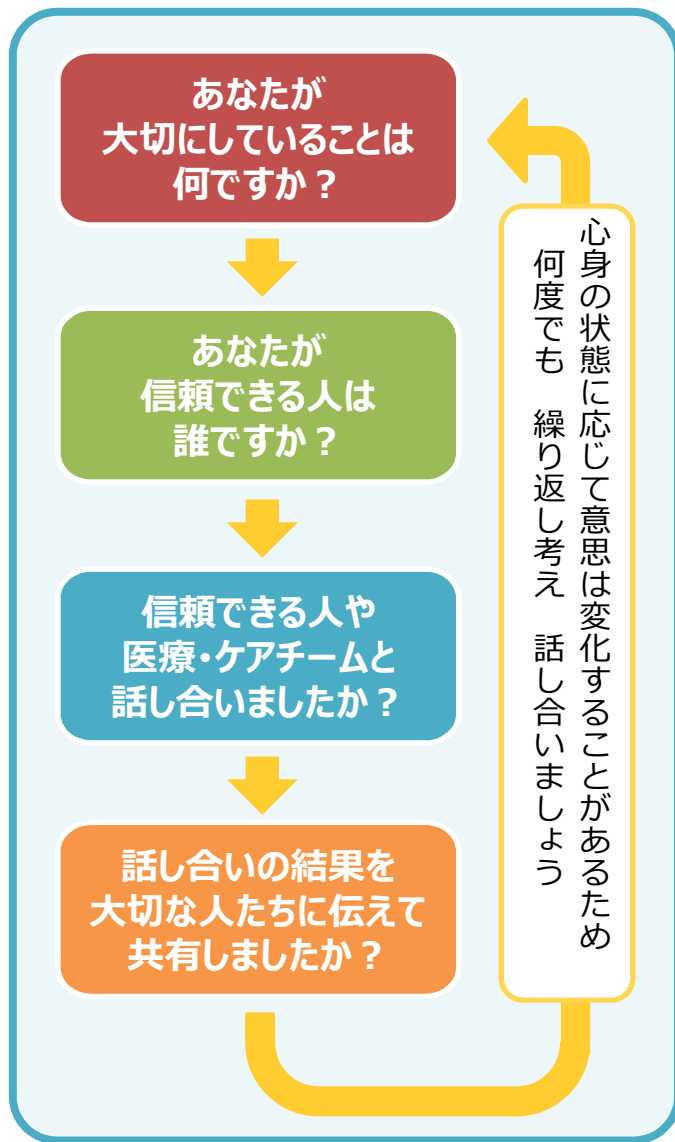 あなたが
大切にしていることは
何ですか？
あなたが
信頼できる人は
誰ですか？
信頼できる人や
医療・ケアチームと
話し合いましたか？
話し合いの結果を
大切な人たちに伝えて
共有しましたか？
心身の状態に応じて意思は変化することがあるため
何度でも　繰り返し考え　話し合いましょう